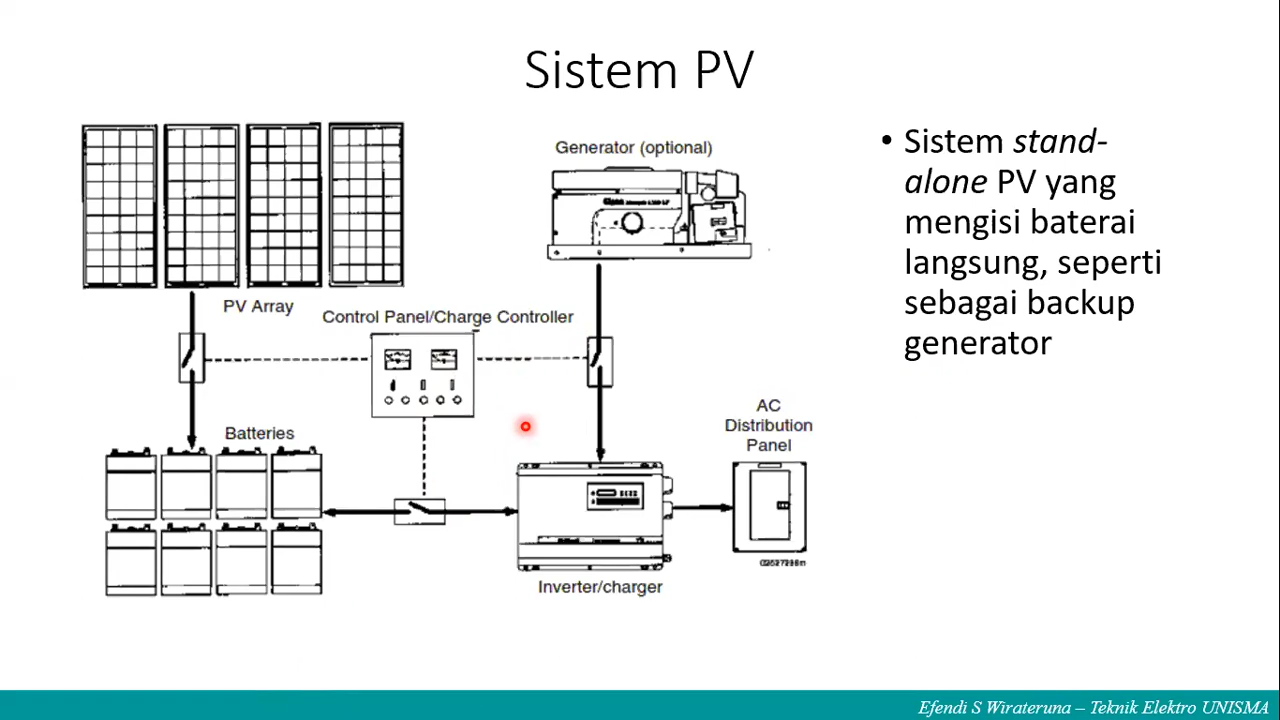 Sistem PV
Generator (optional)
PV Array
Control Panel/Charge Controller
Batteries
AC
Distribution
Panel
Inverter/charger
• Sistem stand-
alone PV yang
mengisi baterai
langsung, seperti
sebagai backup
generator
Efendi S Wirateruna – Teknik Elektro UNISMA